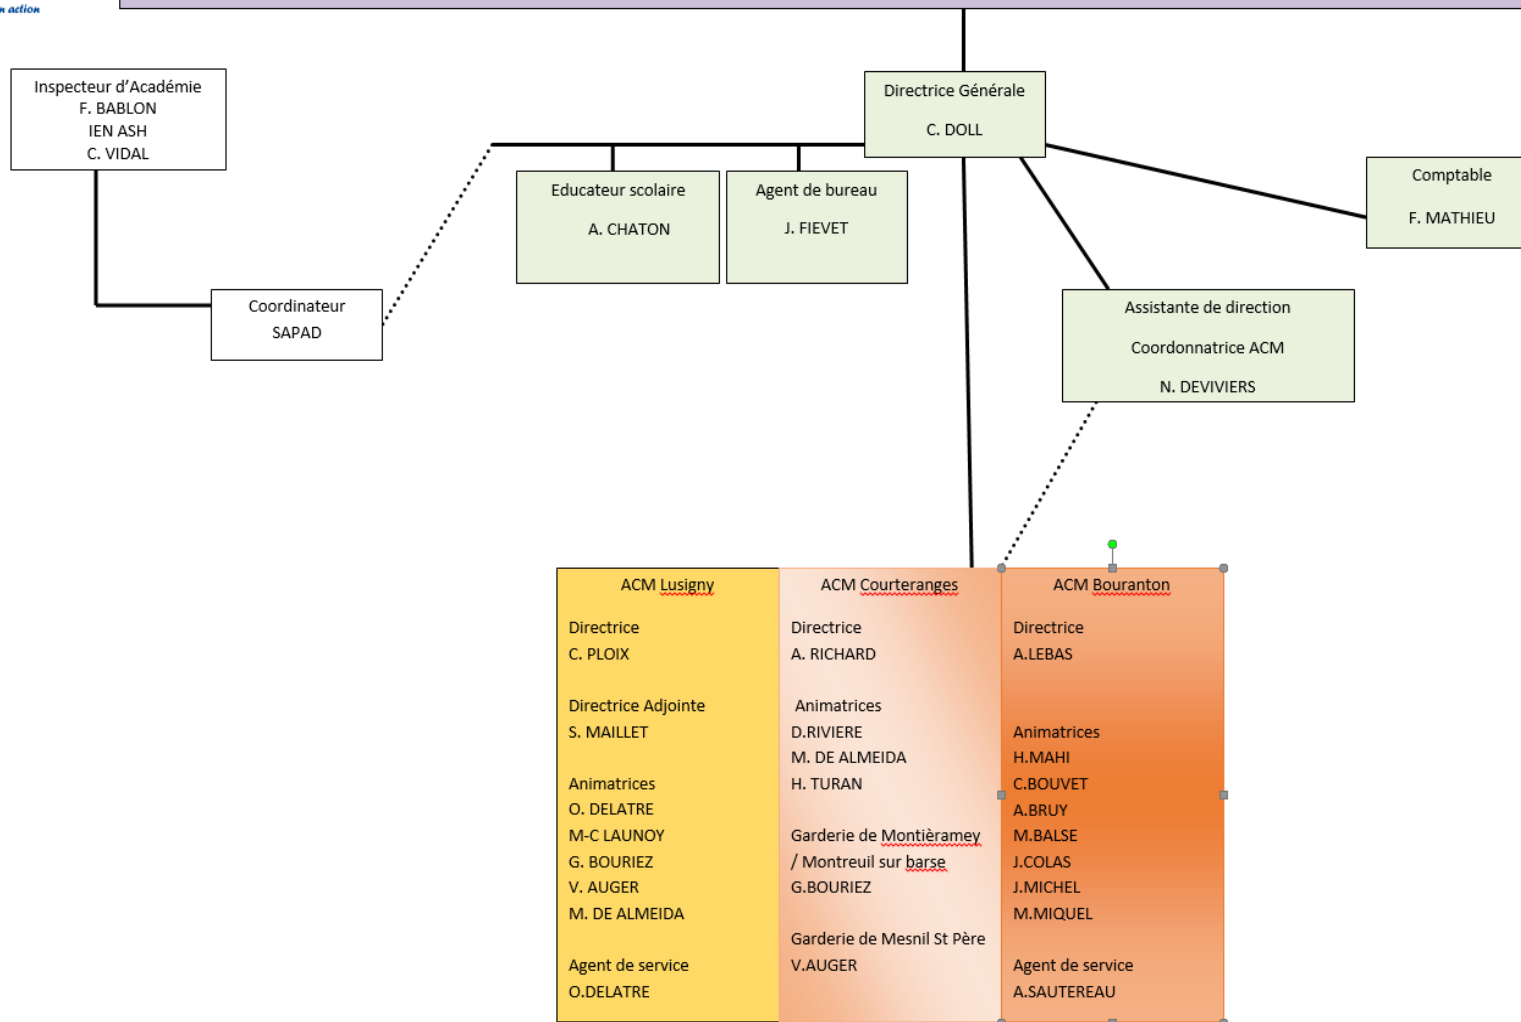 n action
Inspecteur d’Académie
F. BABLON
IEN ASH
C. VIDAL
Directrice Générale
C. DOLL
Educateur scolaire
A. CHATON
Agent de bureau
J. FIEVET
Comptable
F. MATHIEU
Coordinateur
SAPAD
Assistante de direction
Coordonnatrice ACM
N. DEVIVIERS
ACM Lusigny
Directrice
C. PLOIX
Directrice Adjointe
S. MAILLET
Animatrices
O. DELATRE
M-C LAUNOY
G. BOURIEZ
V. AUGER
M. DE ALMEIDA
Agent de service
O.DELATRE
ACM Courteranges
Directrice
A. RICHARD
Animatrices
D.RIVIERE
M. DE ALMEIDA
H. TURAN
Garderie de Montièramey
/ Montreuil sur barse
G.BOURIEZ
Garderie de Mesnil St Père
V.AUGER
ACM Bouranton
Directrice
A.LEBAS
Animatrices
H.MAHI
C.BOUVET
A.BRUY
M.BALSE
J.COLAS
J.MICHEL
M.MIQUEL
Agent de service
A.SAUTEREAU